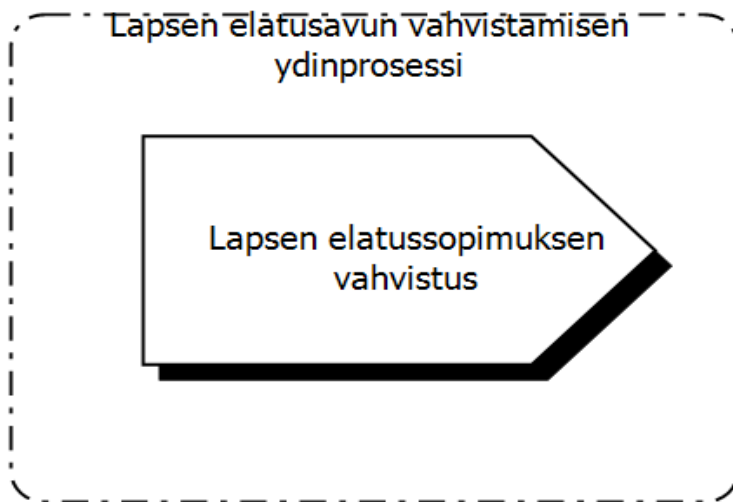 Lapsen elatusavun vahvistamisen
ydinprosessi
Lapsen elatussopimuksen
vahvistus